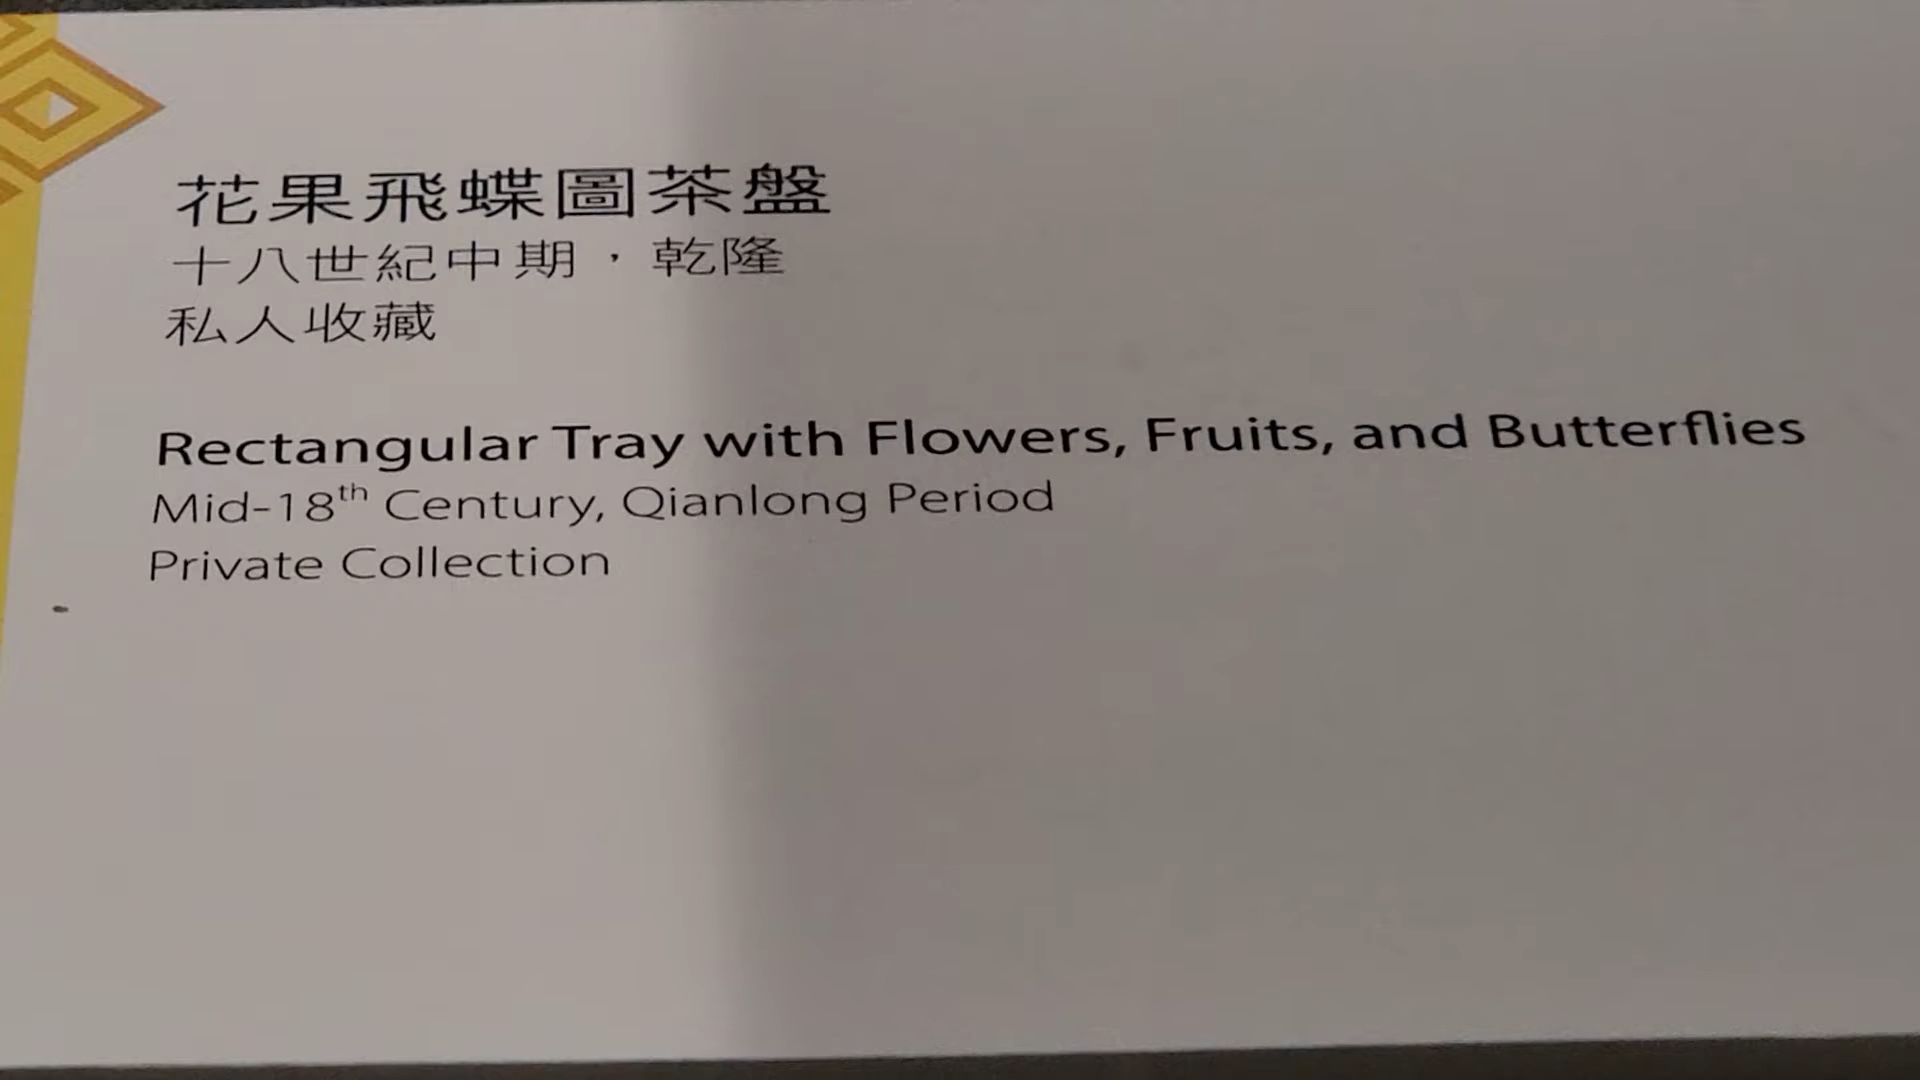 花果飛蝶圖茶盤
十八世紀中期，乾隆
私人收藏
Rectangular Tray with Flowers, Fruits, and Butterflies
Mid-18th Century, Qianlong Period
Private Collection